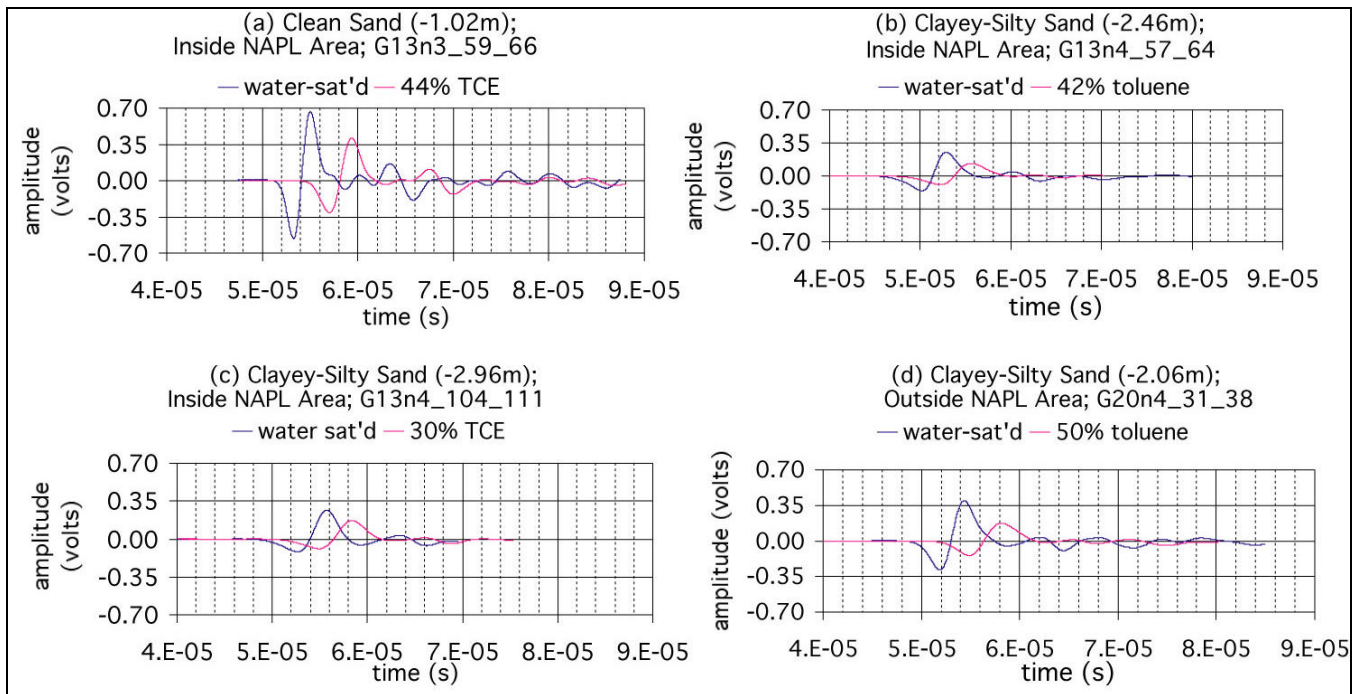 (a) Clean Sand (-1.02m);
Inside NAPL Area; G13n3_59_66
water-sat'd 44% TCE
0.70
0.35
0.00
-0.35
-0.70
amplitude
(volts)
4.E-05 5.E-05 6.E-05 7.E-05 8.E-05 9.E-05
time (s)
(b) Clayey-Silty Sand (-2.46m);
Inside NAPL Area; G13n4_57_64
water-sat'd 42% toluene
0.70
0.35
0.00
-0.35
-0.70
amplitude
(volts)
4.E-05 5.E-05 6.E-05 7.E-05 8.E-05 9.E-05
time (s)
(c) Clayey-Silty Sand (-2.96m);
Inside NAPL Area; G13n4_104_111
water sat'd 30% TCE
0.70
0.35
0.00
-0.35
-0.70
amplitude
(volts)
4.E-05 5.E-05 6.E-05 7.E-05 8.E-05 9.E-05
time (s)
(d) Clayey-Silty Sand (-2.06m);
Outside NAPL Area; G20n4_31_38
water-sat'd 50% toluene
0.70
0.35
0.00
-0.35
-0.70
amplitude (volts)
4.E-05 5.E-05 6.E-05 7.E-05 8.E-05 9.E-05
time (s)